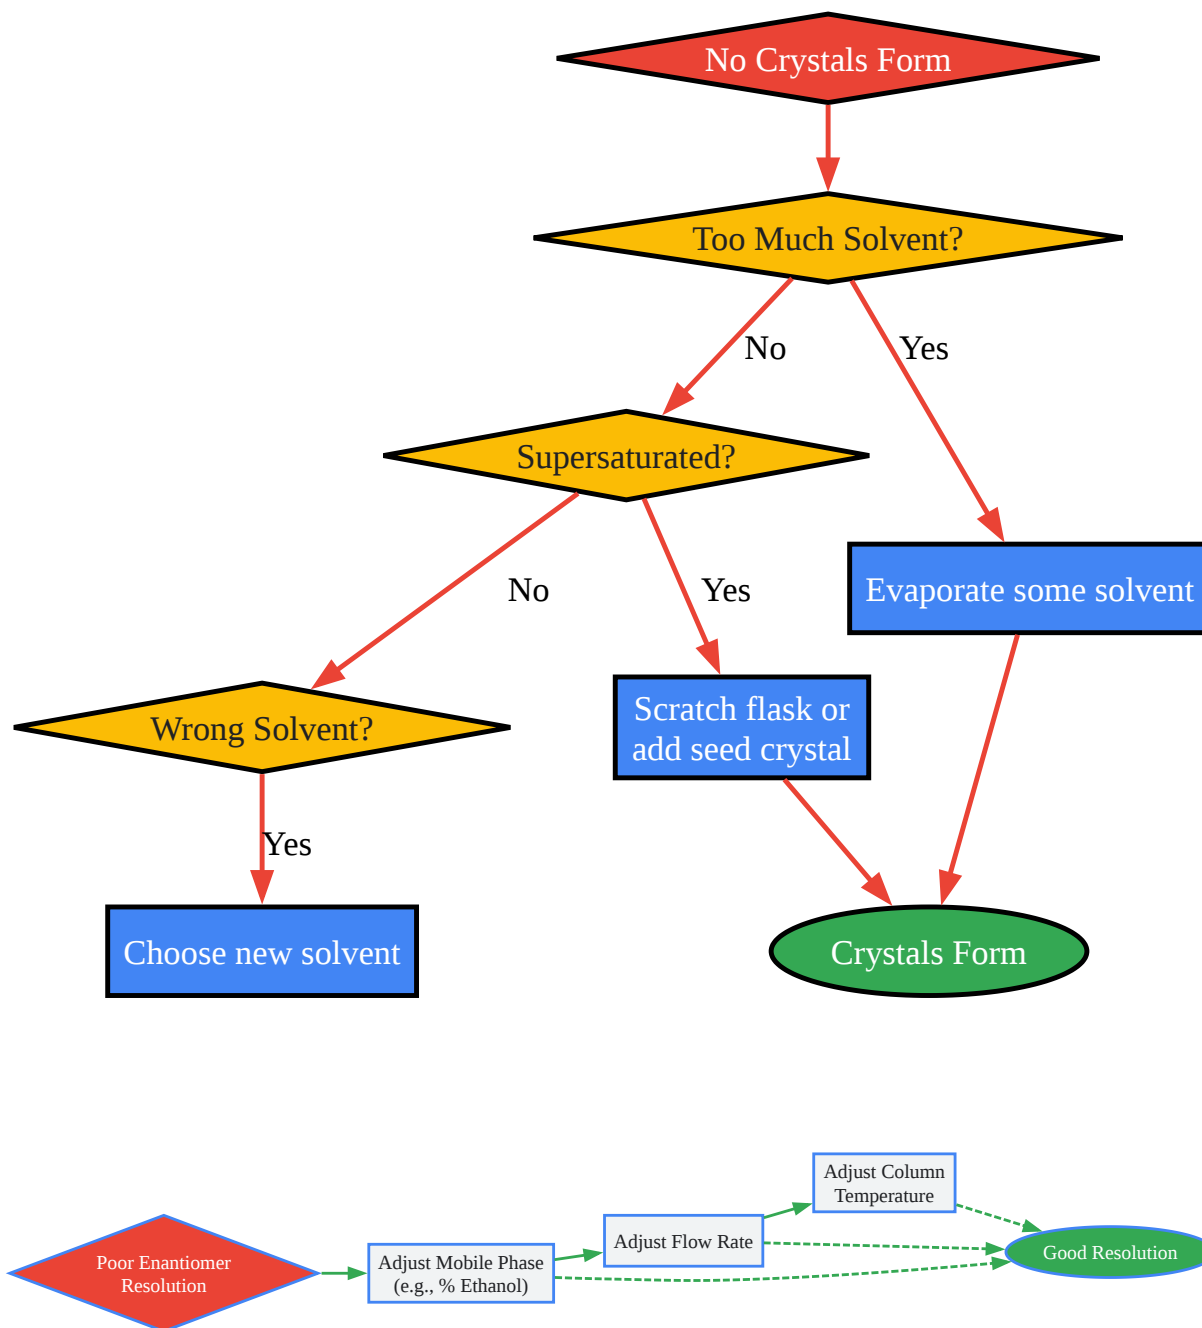 No Crystals Form
Too Much Solvent?
No
Yes
Supersaturated?
No
Yes
Evaporate some solvent
Scratch flask or
add seed crystal
Wrong Solvent?
Yes
Choose new solvent
Crystals Form
Adjust Column
Temperature
Adjust Flow Rate
Good Resolution
Poor Enantiomer
Resolution
Adjust Mobile Phase
(e.g., % Ethanol)